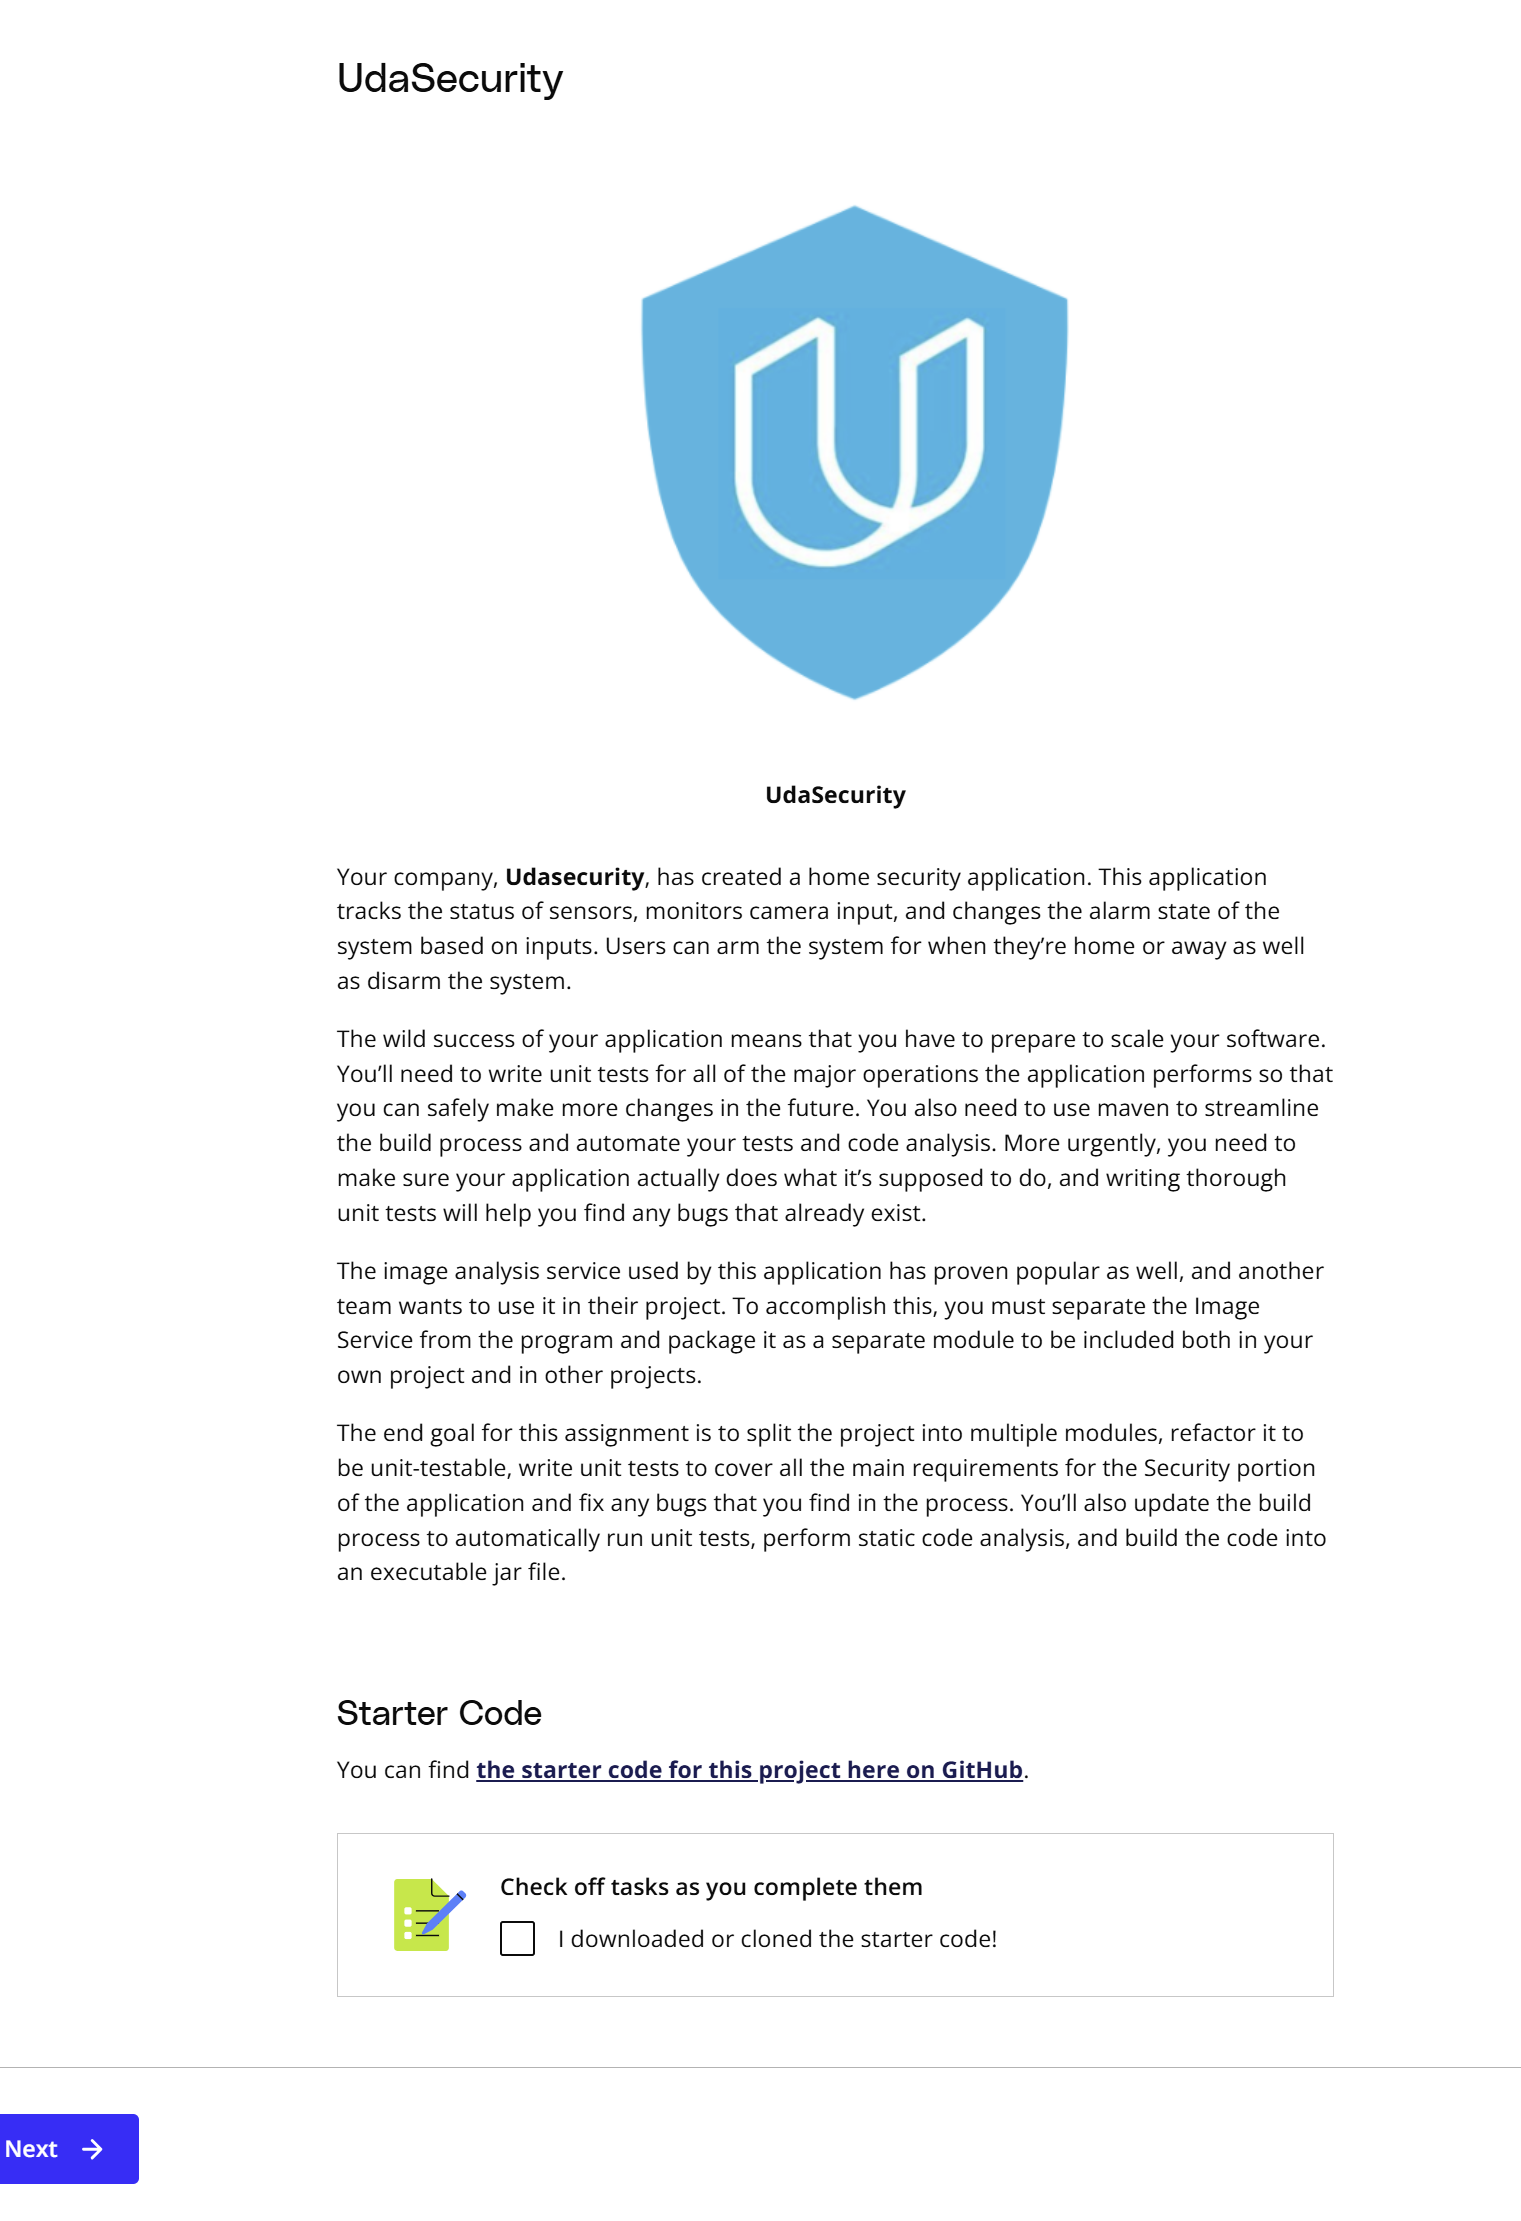 UdaSecurity
UdaSecurity
Your company, Udasecurity, has created a home security application. This application
tracks the status of sensors, monitors camera input, and changes the alarm state of the
system based on inputs. Users can arm the system for when they’re home or away as well
as disarm the system.
The wild success of your application means that you have to prepare to scale your software.
You’ll need to write unit tests for all of the major operations the application performs so that
you can safely make more changes in the future. You also need to use maven to streamline
the build process and automate your tests and code analysis. More urgently, you need to
make sure your application actually does what it’s supposed to do, and writing thorough
unit tests will help you find any bugs that already exist.
The image analysis service used by this application has proven popular as well, and another
team wants to use it in their project. To accomplish this, you must separate the Image
Service from the program and package it as a separate module to be included both in your
own project and in other projects.
The end goal for this assignment is to split the project into multiple modules, refactor it to
be unit-testable, write unit tests to cover all the main requirements for the Security portion
of the application and fix any bugs that you find in the process. You’ll also update the build
process to automatically run unit tests, perform static code analysis, and build the code into
an executable jar file.
Starter Code
You can find the starter code for this project here on GitHub.
Check off tasks as you complete them
I downloaded or cloned the starter code!
Next